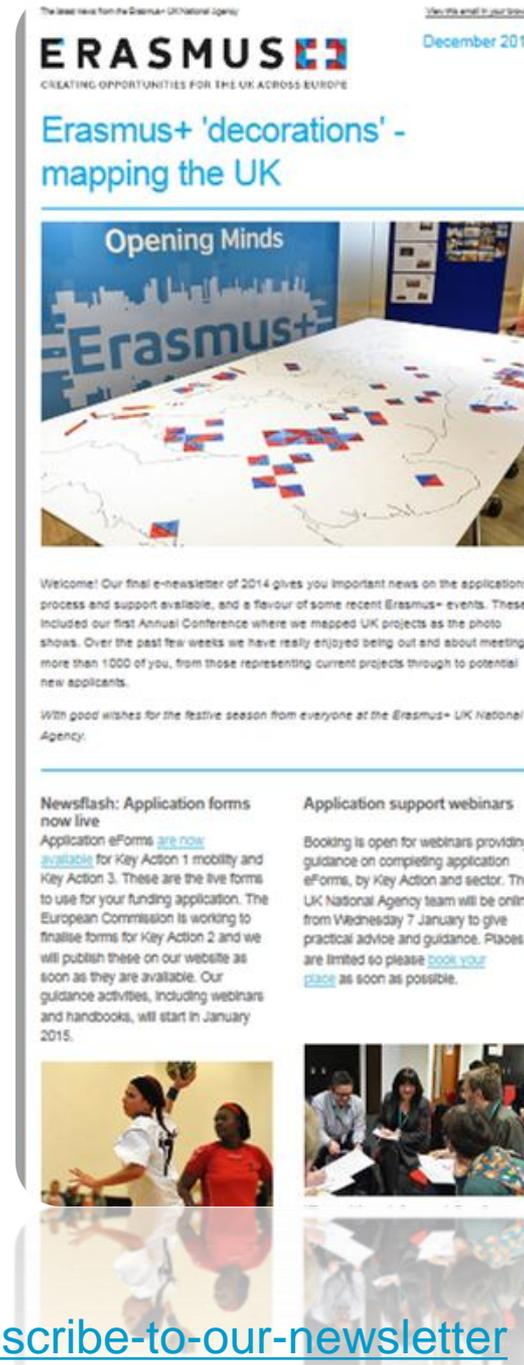 The latest news from the Erasmus+ UK National Agency
View this email in your brow
December 201
ERASMUS
CREATING OPPORTUNITIES FOR THE UK ACROSS EUROPE
Erasmus+ 'decorations' -
mapping the UK
Opening Minds
Erasmus+
Welcome! Our final e-newsletter of 2014 gives you important news on the applications
process and support available, and a flavour of some recent Erasmus+ events. These
included our first Annual Conference where we mapped UK projects as the photo
shows. Over the past few weeks we have really enjoyed being out and about meeting
more than 1000 of you, from those representing current projects through to potential
new applicants.
With good wishes for the festive season from everyone at the Erasmus+ UK National
Agency.
Newsflash: Application forms
now live
Application eForms are now
available for Key Action 1 mobility and
Key Action 3. These are the live forms
to use for your funding application. The
European Commission is working to
finalise forms for Key Action 2 and we
will publish these on our website as
soon as they are available. Our
guidance activities, including webinars
and handbooks, will start in January
2015.
Application support webinars
Booking is open for webinars providing
guidance on completing application
eForms, by Key Action and sector. Th
UK National Agency team will be onlin
from Wednesday 7 January to give
practical advice and guidance. Places
are limited so please book your
place as soon as possible.
scribe-to-our-newsletter